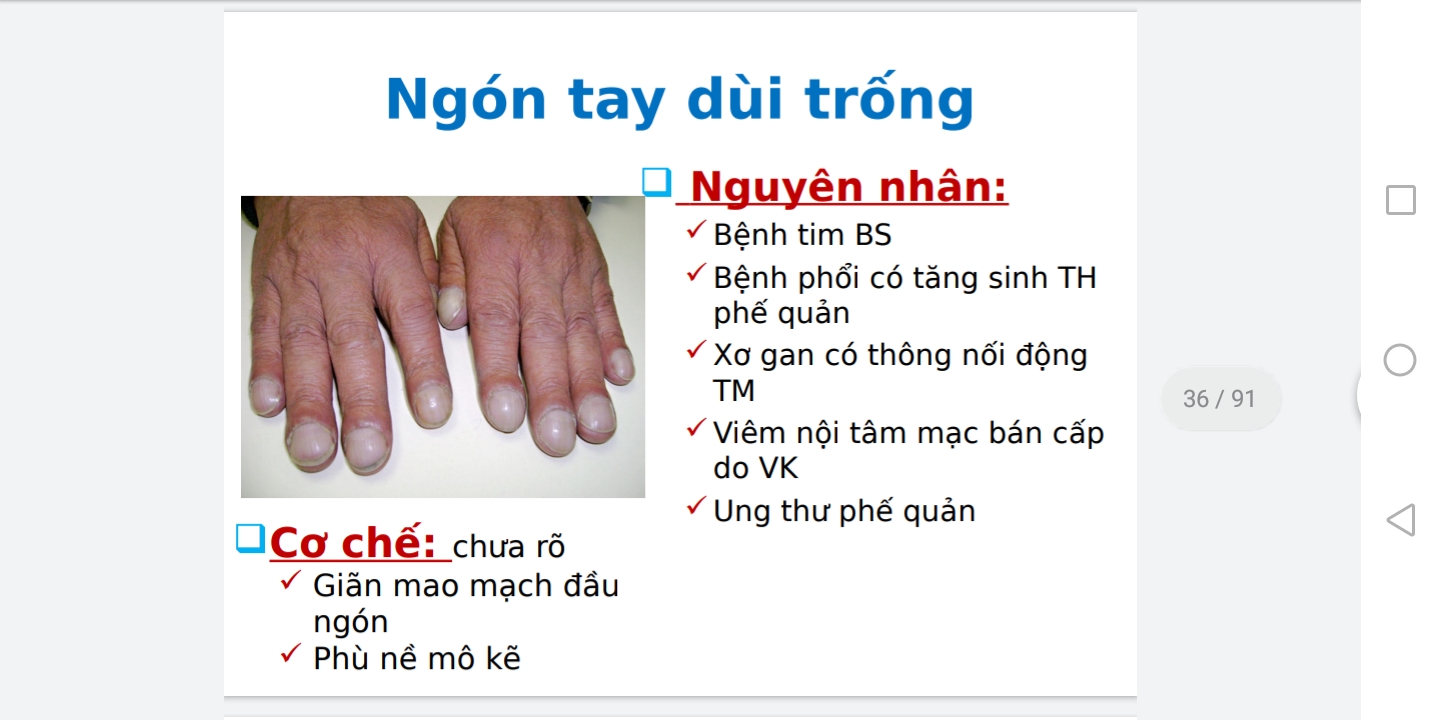 Ngón tay dùi trống
Nguyên nhân:
Bệnh tim BS
Bệnh phổi có tăng sinh TH
phế quản
Xơ gan có thông nối động
TM
Viêm nội tâm mạc bán cấp
do VK
Ung thư phế quản
Cơ chế: chưa rõ
Giãn mao mạch đầu
ngón
Phù nề mô kẽ
36 / 91